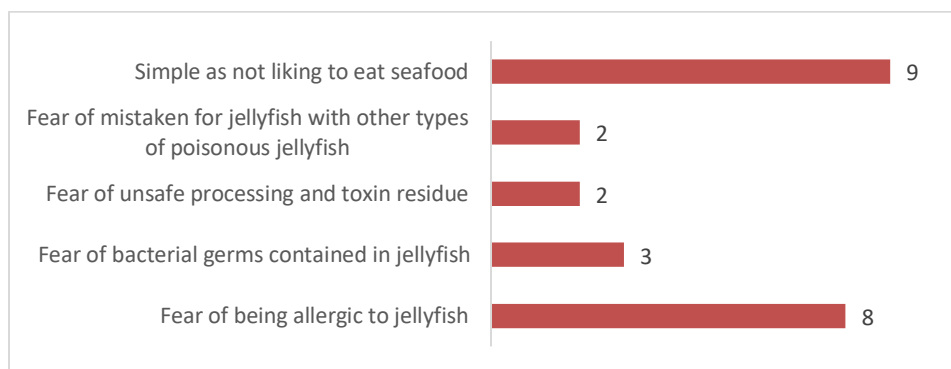 Simple as not liking to eat seafood
9
Fear of mistaken for jellyfish with other types
of poisonous jellyfish
2
Fear of unsafe processing and toxin residue
2
Fear of bacterial germs contained in jellyfish
3
Fear of being allergic to jellyfish
8